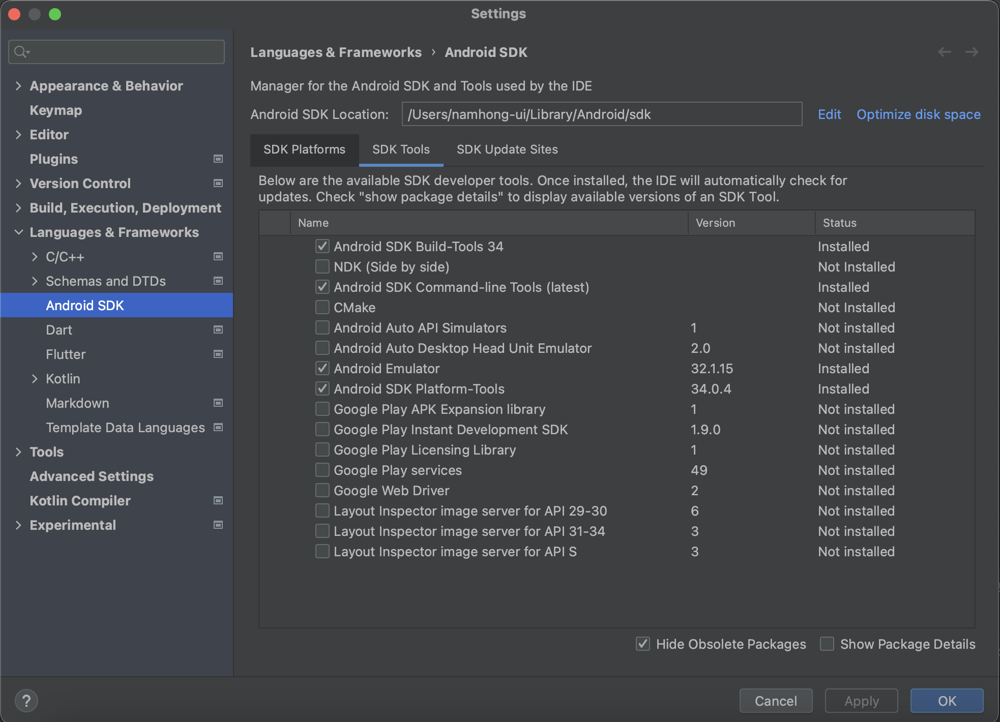 Settings
Appearance & Behavior
Keymap
Editor
Plugins
Version Control
Build, Execution, Deployment
Languages & Frameworks
C/C++
Schemas and DTDs
Android SDK
Dart
Flutter
Kotlin
Markdown
Template Data Languages
Tools
Advanced Settings
Kotlin Compiler
Experimental
Languages & Frameworks › Android SDK
Manager for the Android SDK and Tools used by the IDE
Android SDK Location: /Users/namhong-ui/Library/Android/sdk Edit Optimize disk space
SDK Platforms SDK Tools SDK Update Sites
Below are the available SDK developer tools. Once installed, the IDE will automatically check for
updates. Check "show package details" to display available versions of an SDK Tool.
Name Version Status
Android SDK Build-Tools 34 Installed
NDK (Side by side) Not Installed
Android SDK Command-line Tools (latest) Installed
CMake Not Installed
Android Auto API Simulators 1 Not installed
Android Auto Desktop Head Unit Emulator 2.0 Not installed
Android Emulator 32.1.15 Installed
Android SDK Platform-Tools 34.0.4 Installed
Google Play APK Expansion library 1 Not installed
Google Play Instant Development SDK 1.9.0 Not installed
Google Play Licensing Library 1 Not installed
Google Play services 49 Not installed
Google Web Driver 2 Not installed
Layout Inspector image server for API 29-30 6 Not installed
Layout Inspector image server for API 31-34 3 Not installed
Layout Inspector image server for API S 3 Not installed
Hide Obsolete Packages Show Package Details
? Cancel Apply OK